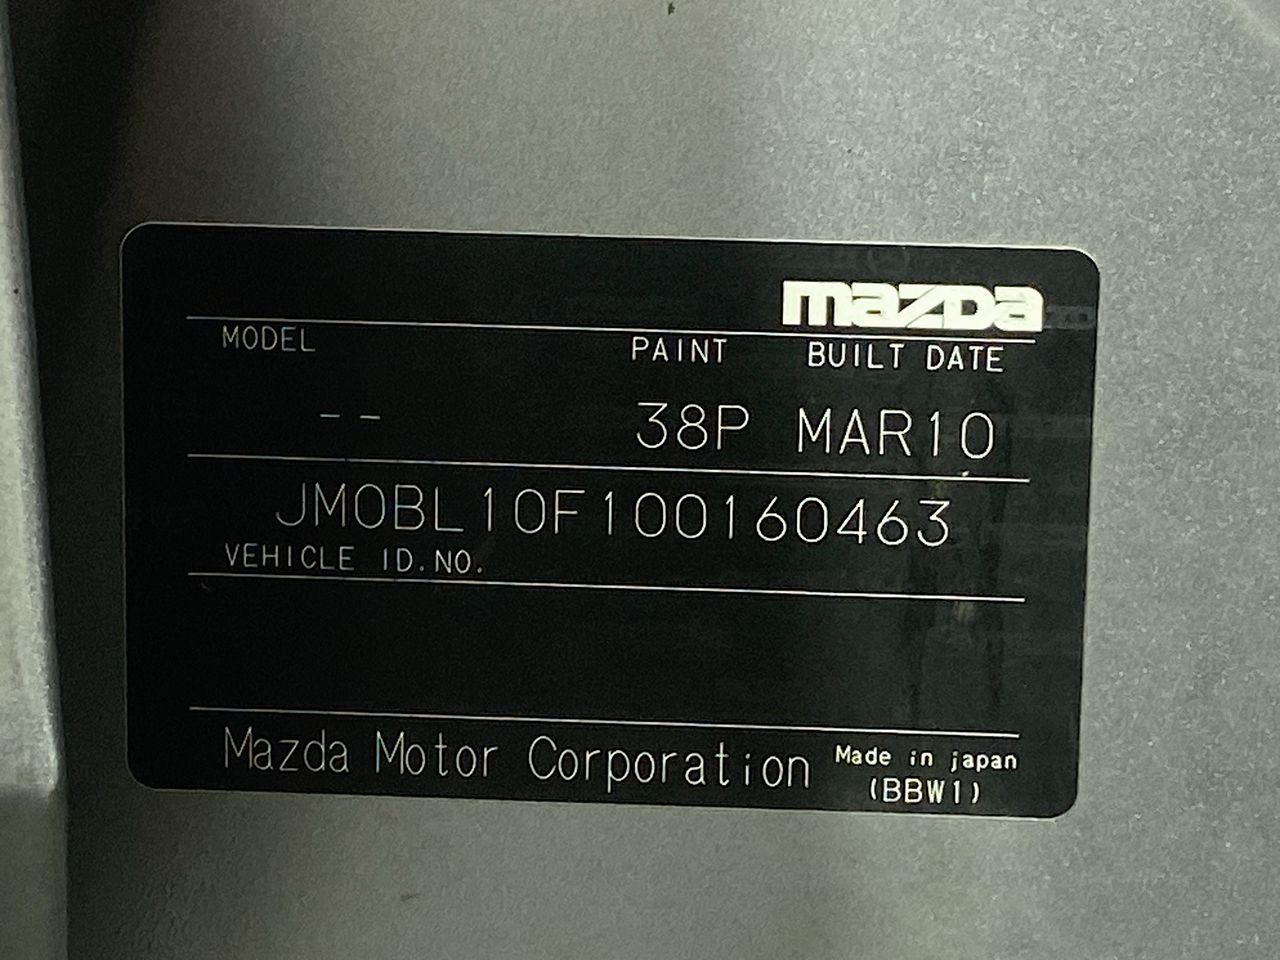 mazda
MODEL PAINT BUILT DATE
-- 38P MAR10
JM0BL10F100160463
VEHICLE ID.NO.
Mazda Motor Corporation Made in japan
(BBW1)